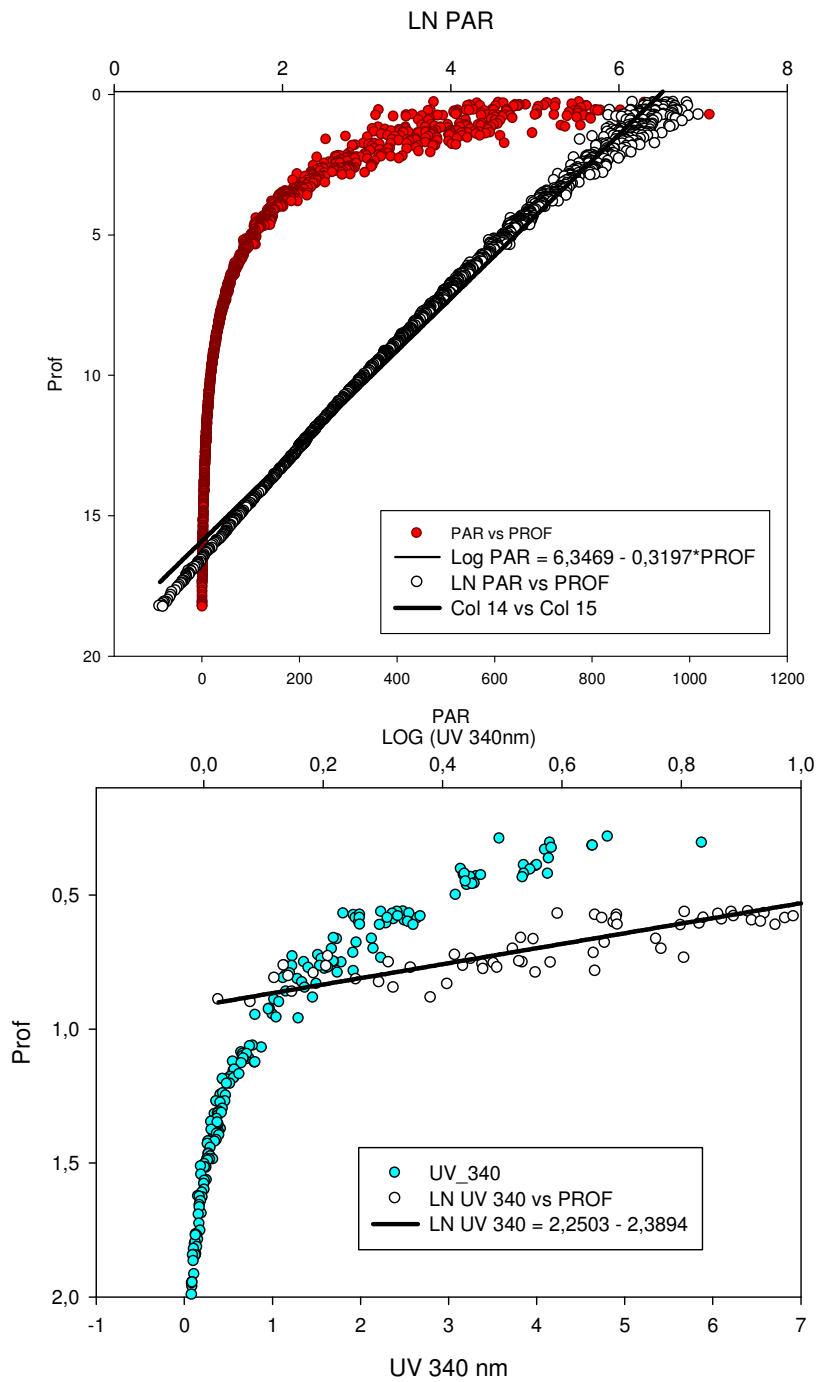 LN PAR
0 2 4 6 8
0
5
10
15
20
Prof
PAR vs PROF
Log PAR = 6,3469 - 0,3197*PROF
LN PAR vs PROF
Col 14 vs Col 15
0 200 400 600 800 1000 1200
PAR
LOG (UV 340nm)
0,0 0,2 0,4 0,6 0,8 1,0
0,5
1,0
1,5
2,0
Prof
UV_340
LN UV 340 vs PROF
LN UV 340 = 2,2503 - 2,3894
-1 0 1 2 3 4 5 6 7
UV 340 nm